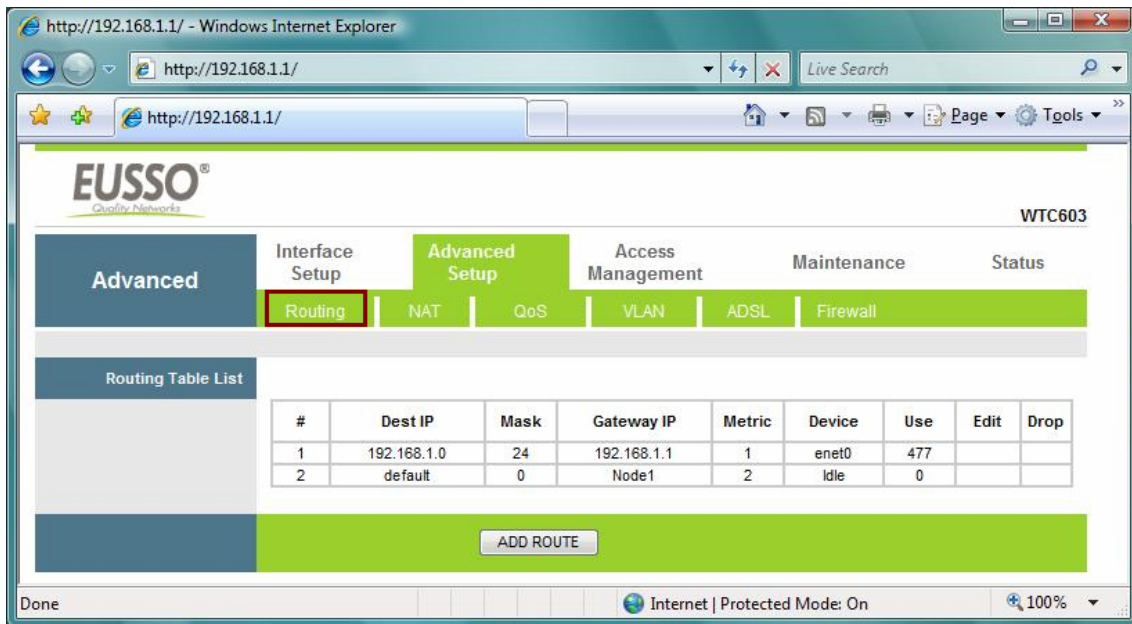 http://192.168.1.1/ - Windows Internet Explorer
http://192.168.1.1/
Live Search
http://192.168.1.1/
Page
Tools
EUSSO®
Quality Networks
WTC603
Advanced
Interface Setup
Advanced Setup
Access Management
Maintenance
Status
Routing NAT QoS VLAN ADSL Firewall
Routing Table List
# Dest IP Mask Gateway IP Metric Device Use Edit Drop
1 192.168.1.0 24 192.168.1.1 1 enet0 477
2 default 0 Node1 2 Idle 0
ADD ROUTE
Done
Internet | Protected Mode: On
100%